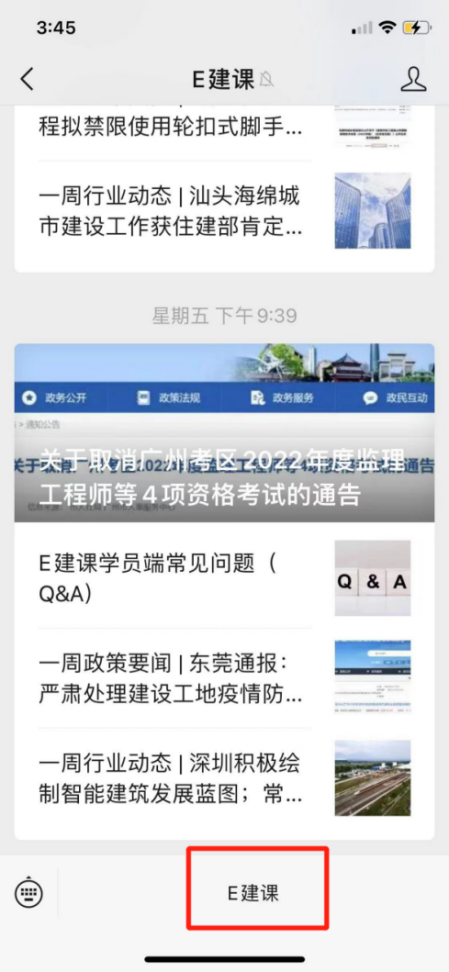 3:45
E建课
程拟禁限使用轮扣式脚手...
一周行业动态 | 汕头海绵城
市建设工作获住建部肯定...
星期五 下午9:39
政务公开
政策法规
政务服务
政民互动
> 通知公告
关于取消广州考区2022年度监理
工程师等4项资格考试的通告
E建课学员端常见问题（
Q&A）
Q & A
一周政策要闻 | 东莞通报：
严肃处理建设工地疫情防...
一周行业动态 | 深圳积极绘
制智能建筑发展蓝图；常...
E建课